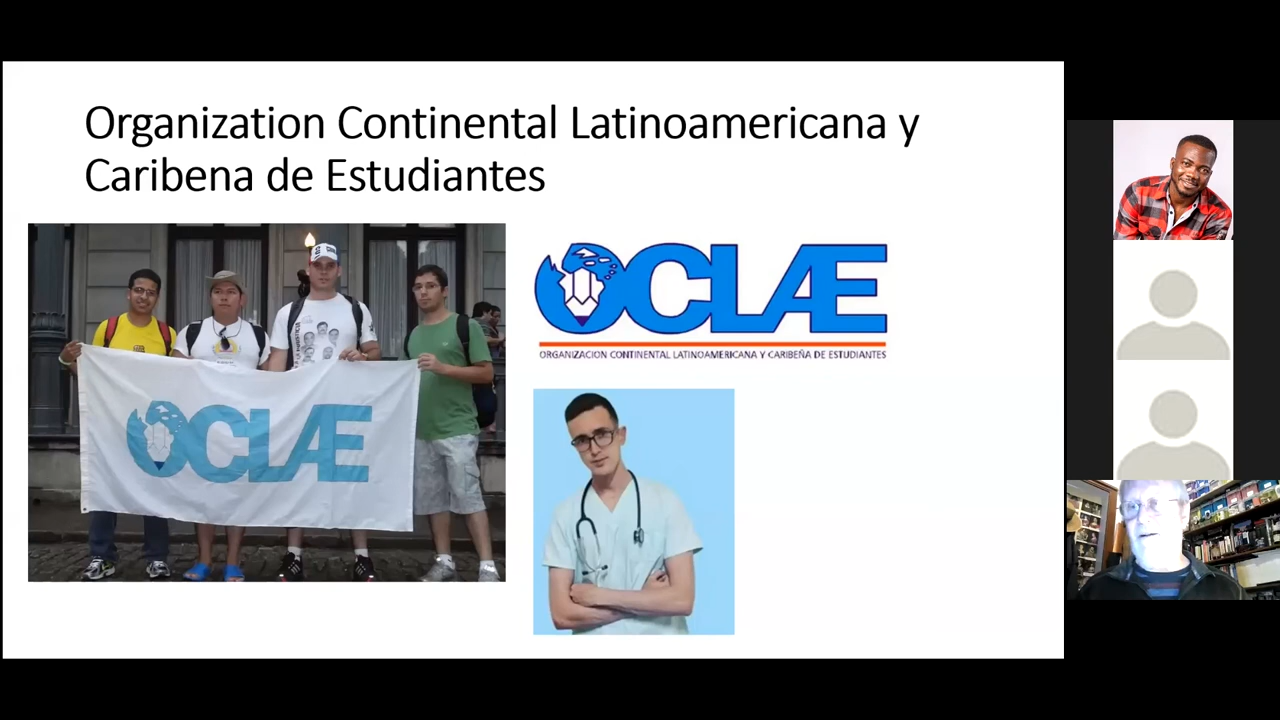 Organization Continental Latinoamericana y
Caribena de Estudiantes
OCLAE
ORGANIZACION CONTINENTAL LATINOAMERICANA Y CARIBEÑA DE ESTUDIANTES
OCLAE